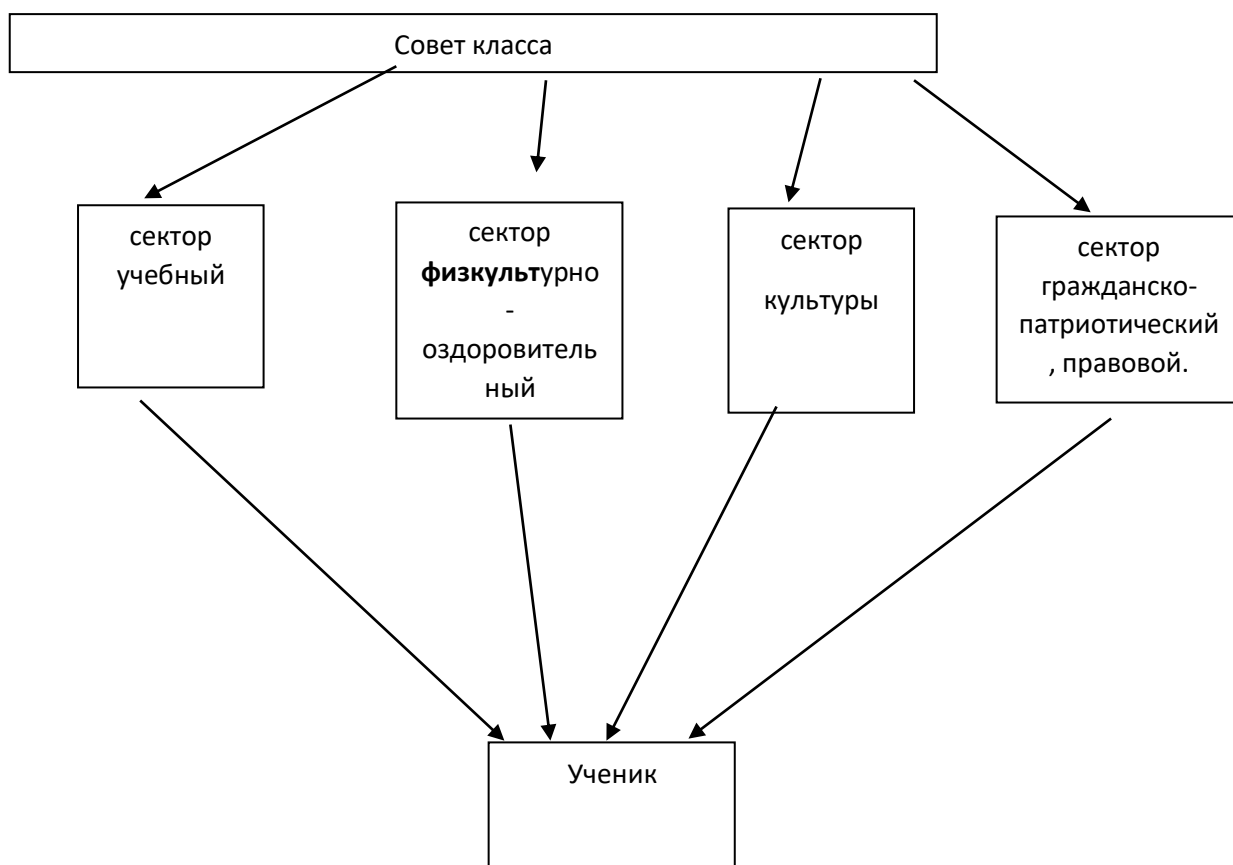 Совет класса
сектор
учебный
сектор
физкультурно
-
оздоровитель
ный
сектор
культуры
сектор
гражданско-
патриотический
, правовой.
Ученик